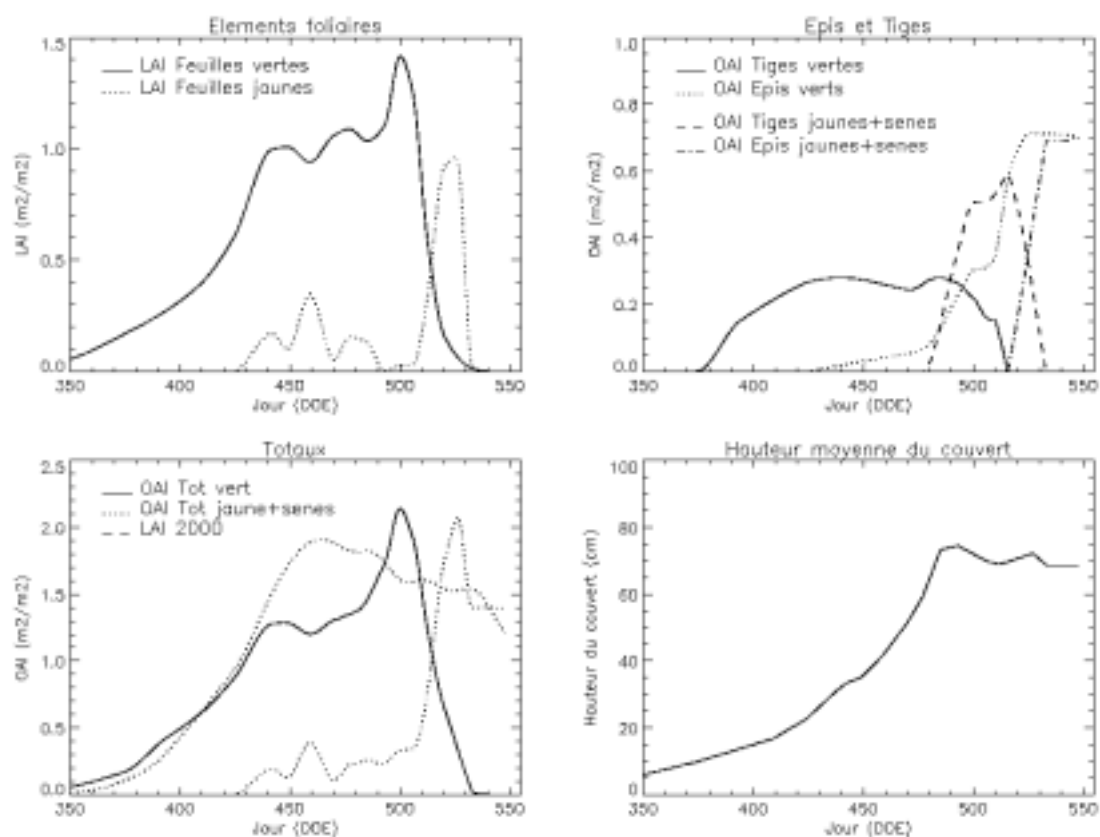 Elements foliaires
1.5
1.0
0.5
0.0
LAI (m2/m2)
LAI Feuilles vertes
LAI Feuilles jaunes
350 400 450 500 550
Jour (DOE)
Epis et Tiges
1.0
0.8
0.6
0.4
0.2
0.0
OAI (m2/m2)
OAI Tiges vertes
OAI Epis verts
OAI Tiges jaunes+senes
OAI Epis jaunes+senes
350 400 450 500 550
Jour (DOE)
Totaux
2.5
2.0
1.5
1.0
0.5
0.0
OAI (m2/m2)
OAI Tot vert
OAI Tot jaune+senes
LAI 2000
350 400 450 500 550
Jour (DOE)
Hauteur moyenne du couvert
100
80
60
40
20
0
Hauteur du couvert (cm)
350 400 450 500 550
Jour (DOE)